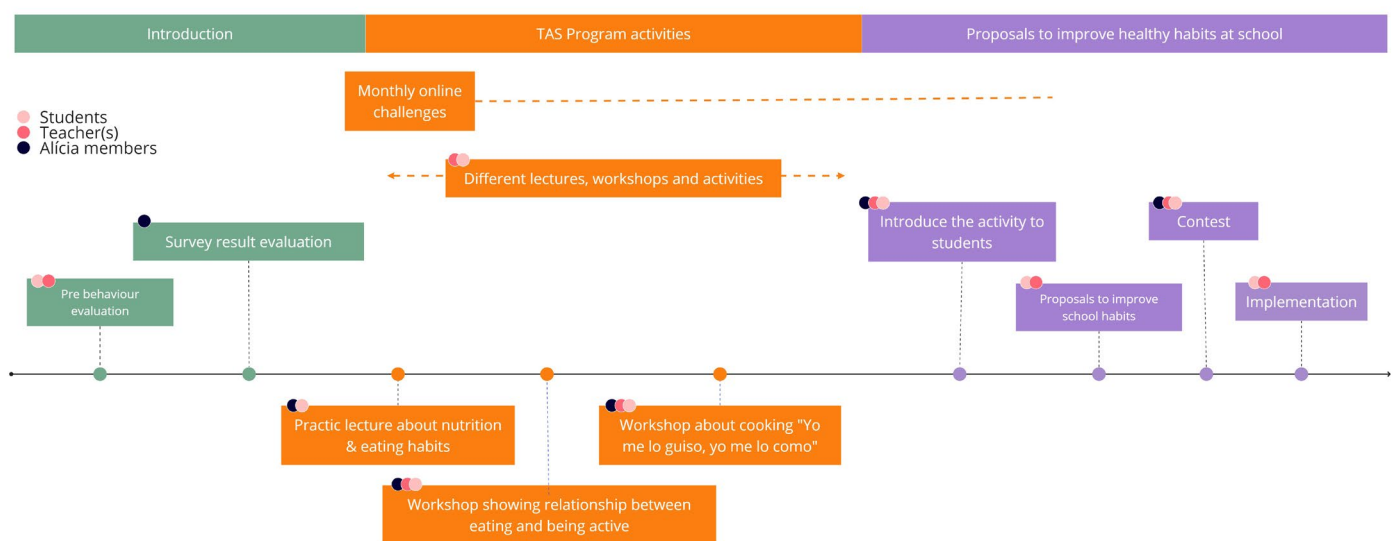 Introduction
TAS Program activities
Proposals to improve healthy habits at school
Monthly online
challenges
Students
Teacher(s)
Alícia members
Different lectures, workshops and activities
Survey result evaluation
Introduce the activity to
students
Contest
Pre behaviour
evaluation
Proposals to improve
school habits
Implementation
Practic lecture about nutrition
& eating habits
Workshop about cooking "Yo
me lo guiso, yo me lo como"
Workshop showing relationship between
eating and being active